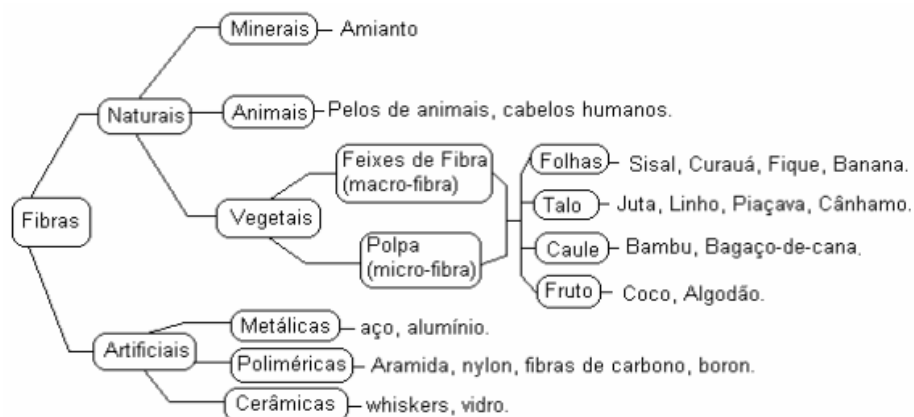 Minerais
Amianto
Naturais
Animais
Pelos de animais, cabelos humanos.
Feixes de Fibra
(macro-fibra)
Folhas
Sisal, Curauá, Fique, Banana.
Fibras
Vegetais
Talo
Juta, Linho, Piaçava, Cânhamo.
Polpa
(micro-fibra)
Caule
Bambu, Bagaço-de-cana.
Fruto
Coco, Algodão.
Metálicas
aço, alumínio.
Artificiais
Poliméricas
Aramida, nylon, fibras de carbono, boron.
Cerâmicas
whiskers, vidro.